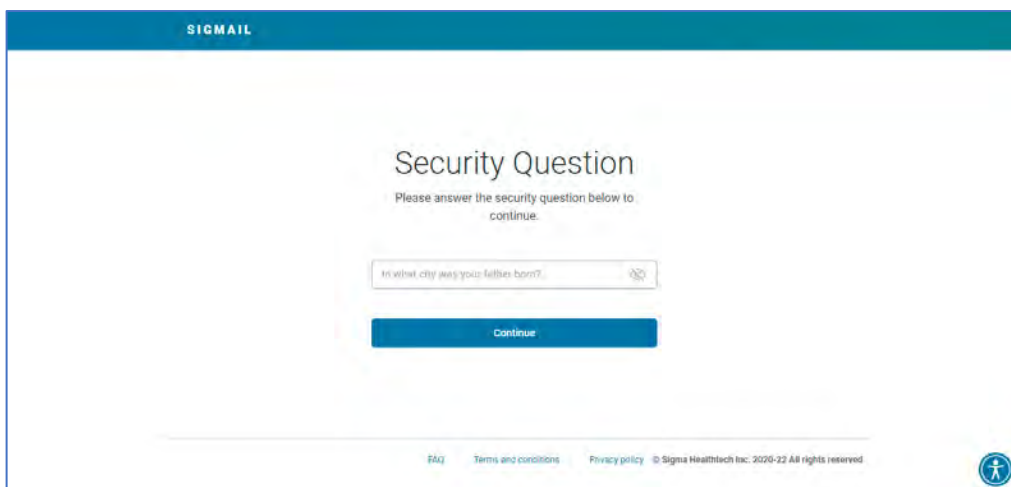 SIGMAIL
Security Question
Please answer the security question below to
continue.
In what city was your father born?
Continue
FAQ Terms and conditions Privacy policy © Sigma Healthtech Inc. 2020-22 All rights reserved